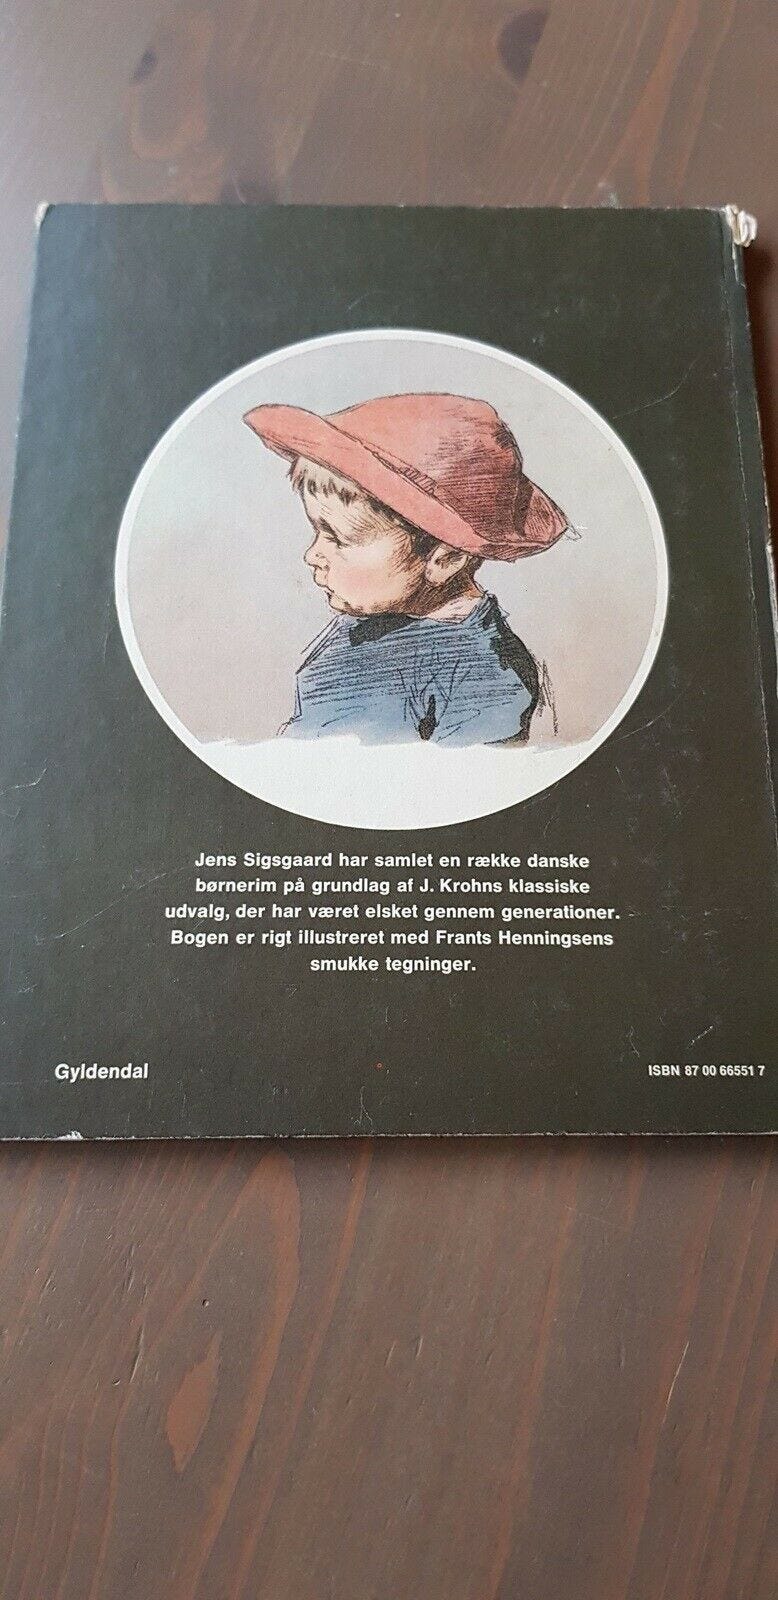 Jens Sigsgaard har samlet en række danske
børnerim på grundlag af J. Krohns klassiske
udvalg, der har været elsket gennem generationer.
Bogen er rigt illustreret med Frants Henningsens
smukke tegninger.
Gyldendal
ISBN 87 00 66551 7